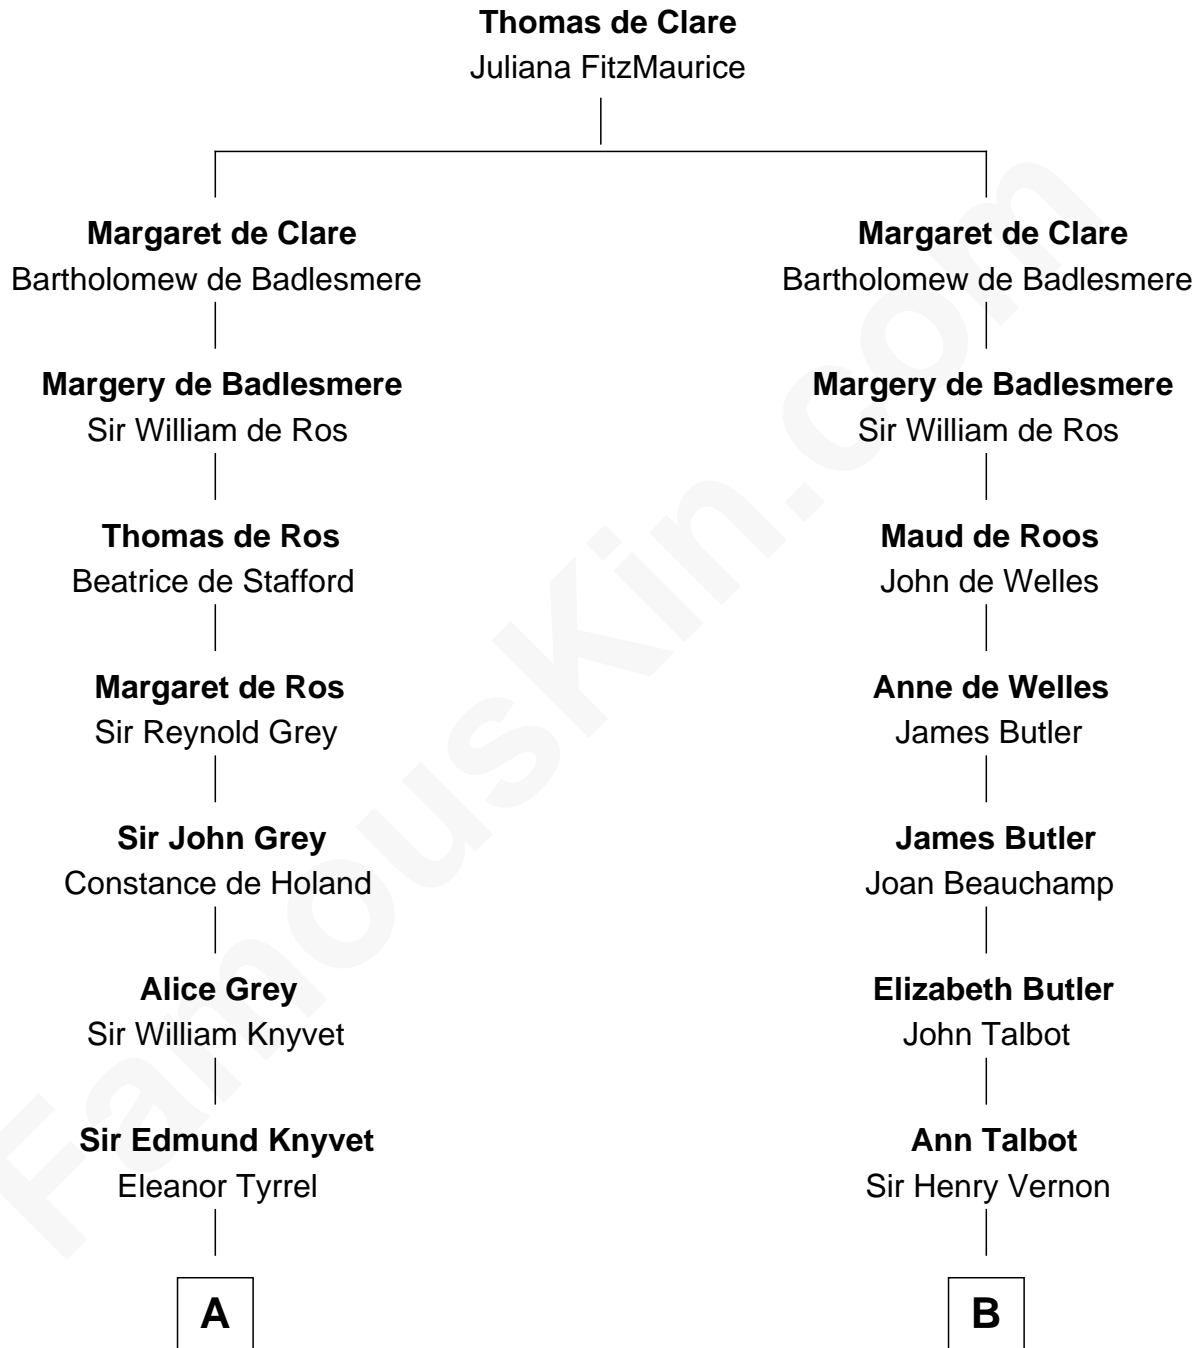 Thomas de Clare
Juliana FitzMaurice
Margaret de Clare
Bartholomew de Badlesmere
Margery de Badlesmere
Sir William de Ros
Thomas de Ros
Beatrice de Stafford
Margaret de Ros
Sir Reynold Grey
Sir John Grey
Constance de Holand
Alice Grey
Sir William Knyvet
Sir Edmund Knyvet
Eleanor Tyrrel
A
Margaret de Clare
Bartholomew de Badlesmere
Margery de Badlesmere
Sir William de Ros
Maud de Roos
John de Welles
Anne de Welles
James Butler
James Butler
Joan Beauchamp
Elizabeth Butler
John Talbot
Ann Talbot
Sir Henry Vernon
B
FamousKin.com